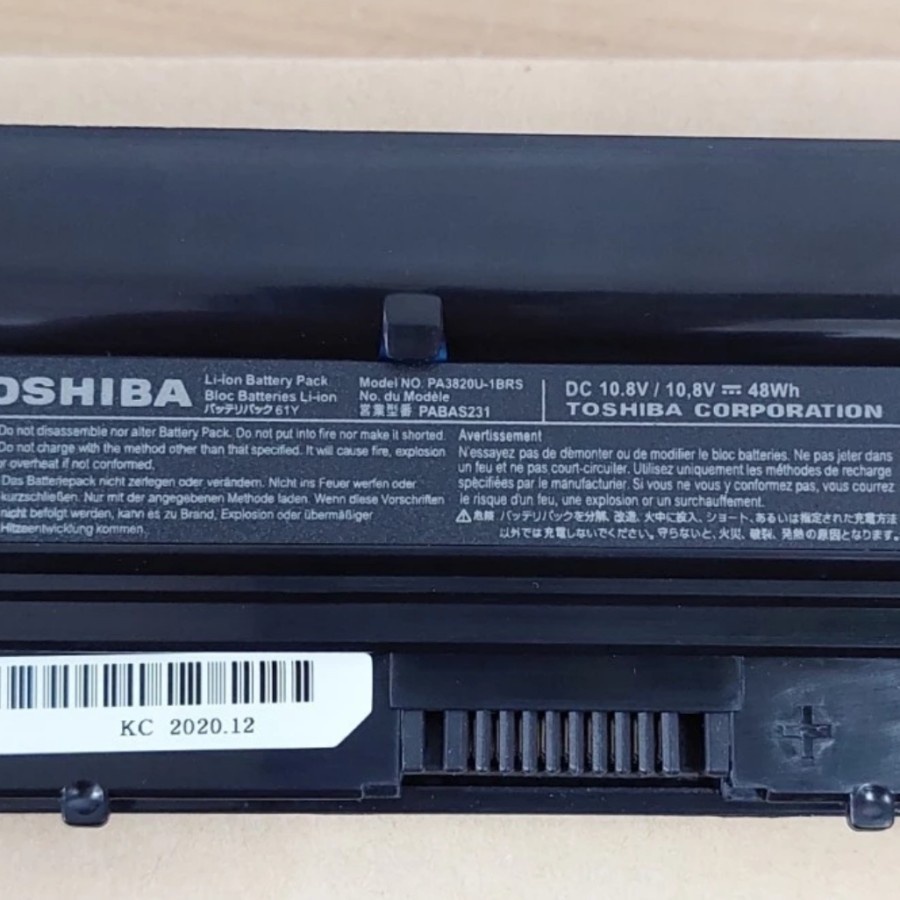 OSHIBA
Li-ion Battery Pack
Bloc Batteries Li-ion
バッテリパック 61Y
Model NO. PA3820U-1BRS
No. du Modèle
営業型番 PABAS231
DC 10.8V / 10,8V ⎓ 48Wh
TOSHIBA CORPORATION
Do not disassemble nor alter Battery Pack. Do not put into fire nor make it shorted.
Do not charge with the method other than that specified. It will cause fire, explosion
or overheat if not conformed.
Das Batteriepack nicht zerlegen oder verändern. Nicht ins Feuer werfen oder
kurzschließen. Nur mit der angegebenen Methode laden. Wenn diese Vorschriften
nicht befolgt werden, kann es zu Brand, Explosion oder übermäßiger
Hitzeentwicklung kommen.
Avertissement
N'essayez pas de démonter ou de modifier le bloc batteries. Ne pas jeter dans
un feu et ne pas court-circuiter. Utilisez uniquement les méthodes de recharge
spécifiées par le manufacturier. Si vous ne vous y conformez pas, vous courrez
le risque d'un feu, une explosion or un surchauffement.
⚠危険 バッテリパックを分解、改造、火中に投入、ショート、あるいは指定された充電方法
以外では充電しないでください。守らないと、火災、破裂、発熱の原因となります。
KC 2020.12